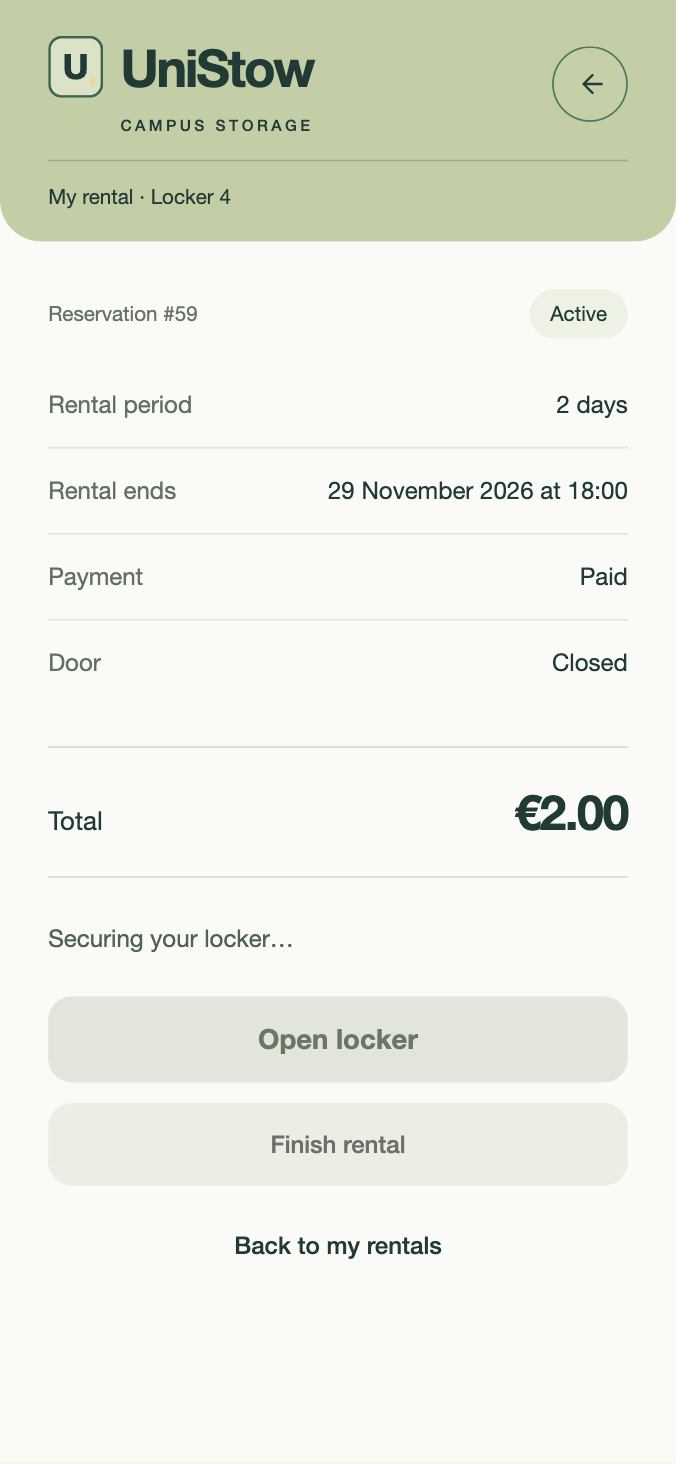 U UniStow
CAMPUS STORAGE
My rental · Locker 4
Reservation #59 Active
Rental period 2 days
Rental ends 29 November 2026 at 18:00
Payment Paid
Door Closed
Total €2.00
Securing your locker…
Open locker
Finish rental
Back to my rentals